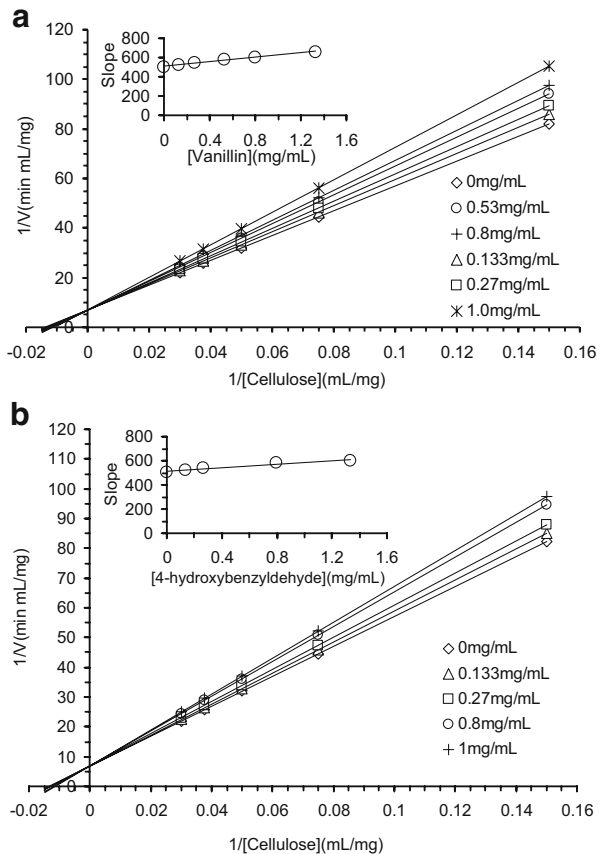 a
120
100
80
60
40
20
0
-0.02
0
0.02
0.04
0.06
0.08
0.1
0.12
0.14
0.16
1/V(min mL/mg)
1/[Cellulose](mL/mg)
800
600
400
200
0
Slope
0
0.4
0.8
1.2
1.6
[Vanillin](mg/mL)
0mg/mL
0.53mg/mL
0.8mg/mL
0.133mg/mL
0.27mg/mL
1.0mg/mL
b
120
110
100
90
80
70
60
50
40
30
20
10
0
-0.02
0
0.02
0.04
0.06
0.08
0.1
0.12
0.14
0.16
1/V(min mL/mg)
1/[Cellulose](mL/mg)
800
600
400
200
0
Slope
0
0.4
0.8
1.2
1.6
[4-hydroxybenzyldehyde](mg/mL)
0mg/mL
0.133mg/mL
0.27mg/mL
0.8mg/mL
1mg/mL